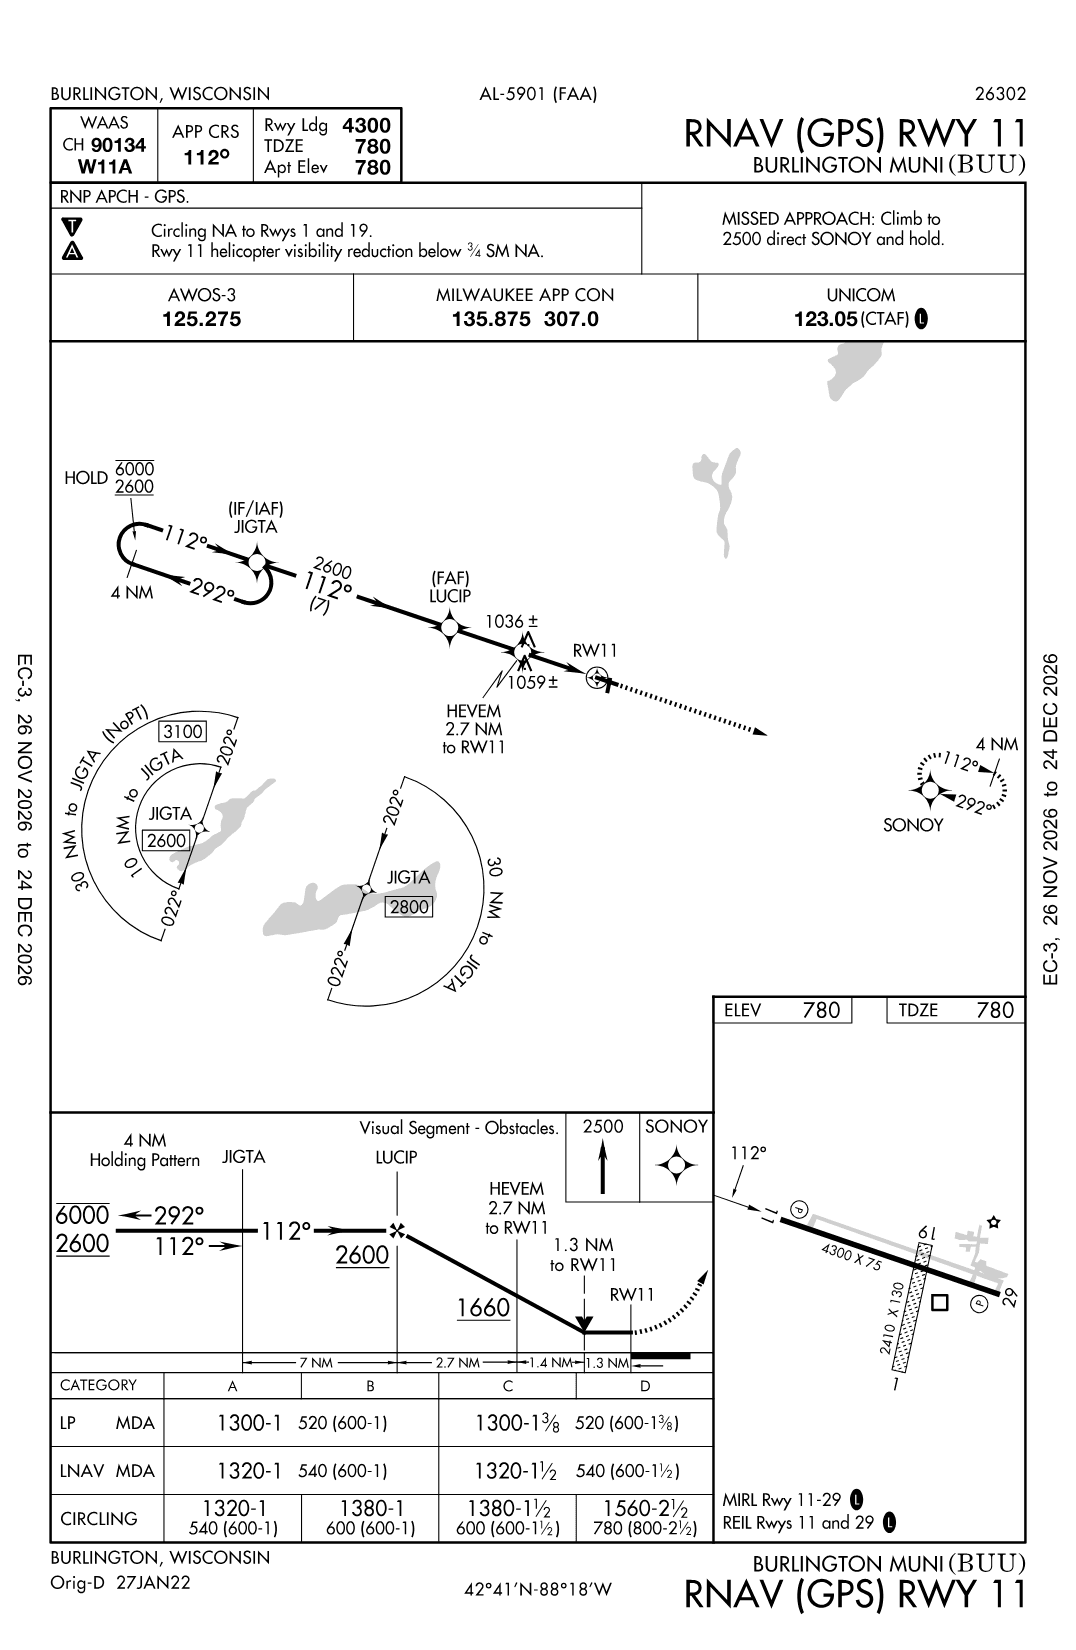 BURLINGTON, WISCONSIN
AL-5901 (FAA)
26302
WAAS
CH 90134
W11A
APP CRS
112°
Rwy Ldg 4300
TDZE 780
Apt Elev 780
RNAV (GPS) RWY 11
BURLINGTON MUNI (BUU)
RNP APCH - GPS.
T
A
Circling NA to Rwys 1 and 19.
Rwy 11 helicopter visibility reduction below ¾ SM NA.
MISSED APPROACH: Climb to
2500 direct SONOY and hold.
AWOS-3
125.275
MILWAUKEE APP CON
135.875 307.0
UNICOM
123.05 (CTAF) L
HOLD 6000
2600
(IF/IAF)
JIGTA
112°
292°
4 NM
2600
112°
(7)
(FAF)
LUCIP
1036 ±
1059 ±
RW11
HEVEM
2.7 NM
to RW11
4 NM
112°
292°
SONOY
30 NM to JIGTA (NoPT)
3100
202°
10 NM to JIGTA
JIGTA
2600
022°
202°
JIGTA
2800
022°
30 NM to JIGTA
EC-3, 26 NOV 2026 to 24 DEC 2026
EC-3, 26 NOV 2026 to 24 DEC 2026
ELEV 780
TDZE 780
112°
P
4300 X 75
19
2410 X 130
P
29
1
MIRL Rwy 11-29 L
REIL Rwys 11 and 29 L
4 NM
Holding Pattern
JIGTA
LUCIP
Visual Segment - Obstacles.
2500
SONOY
HEVEM
2.7 NM
to RW11
6000
2600
292°
112°
112°
2600
1.3 NM
to RW11
1660
RW11
7 NM
2.7 NM
1.4 NM
1.3 NM
CATEGORY A B C D
LP MDA 1300-1 520 (600-1) 1300-1⅜ 520 (600-1⅜)
LNAV MDA 1320-1 540 (600-1) 1320-1½ 540 (600-1½)
CIRCLING 1320-1 1380-1 1380-1½ 1560-2½
540 (600-1) 600 (600-1) 600 (600-1½) 780 (800-2½)
BURLINGTON, WISCONSIN
Orig-D 27JAN22
42°41'N-88°18'W
BURLINGTON MUNI (BUU)
RNAV (GPS) RWY 11